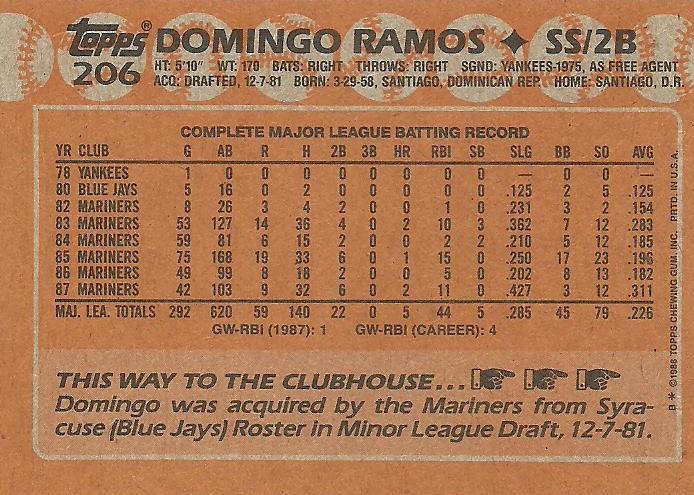 topps® DOMINGO RAMOS ✦ SS/2B
206 HT: 5'10" WT: 170 BATS: RIGHT THROWS: RIGHT SGND: YANKEES-1975, AS FREE AGENT
ACQ: DRAFTED, 12-7-81 BORN: 3-29-58, SANTIAGO, DOMINICAN REP. HOME: SANTIAGO, D.R.
COMPLETE MAJOR LEAGUE BATTING RECORD
YR CLUB G AB R H 2B 3B HR RBI SB SLG BB SO AVG
78 YANKEES 1 0 0 0 0 0 0 0 0 — 0 0 —
80 BLUE JAYS 5 16 0 2 0 0 0 0 0 .125 2 5 .125
82 MARINERS 8 26 3 4 2 0 0 1 0 .231 3 2 .154
83 MARINERS 53 127 14 36 4 0 2 10 3 .362 7 12 .283
84 MARINERS 59 81 6 15 2 0 0 2 2 .210 5 12 .185
85 MARINERS 75 168 19 33 6 0 1 15 0 .250 17 23 .196
86 MARINERS 49 99 8 18 2 0 0 5 0 .202 8 13 .182
87 MARINERS 42 103 9 32 6 0 2 11 0 .427 3 12 .311
MAJ. LEA. TOTALS 292 620 59 140 22 0 5 44 5 .285 45 79 .226
GW-RBI (1987): 1 GW-RBI (CAREER): 4
THIS WAY TO THE CLUBHOUSE...
Domingo was acquired by the Mariners from Syra-
cuse (Blue Jays) Roster in Minor League Draft, 12-7-81.
B * ©1988 TOPPS CHEWING GUM, INC. PRTD. IN U.S.A.